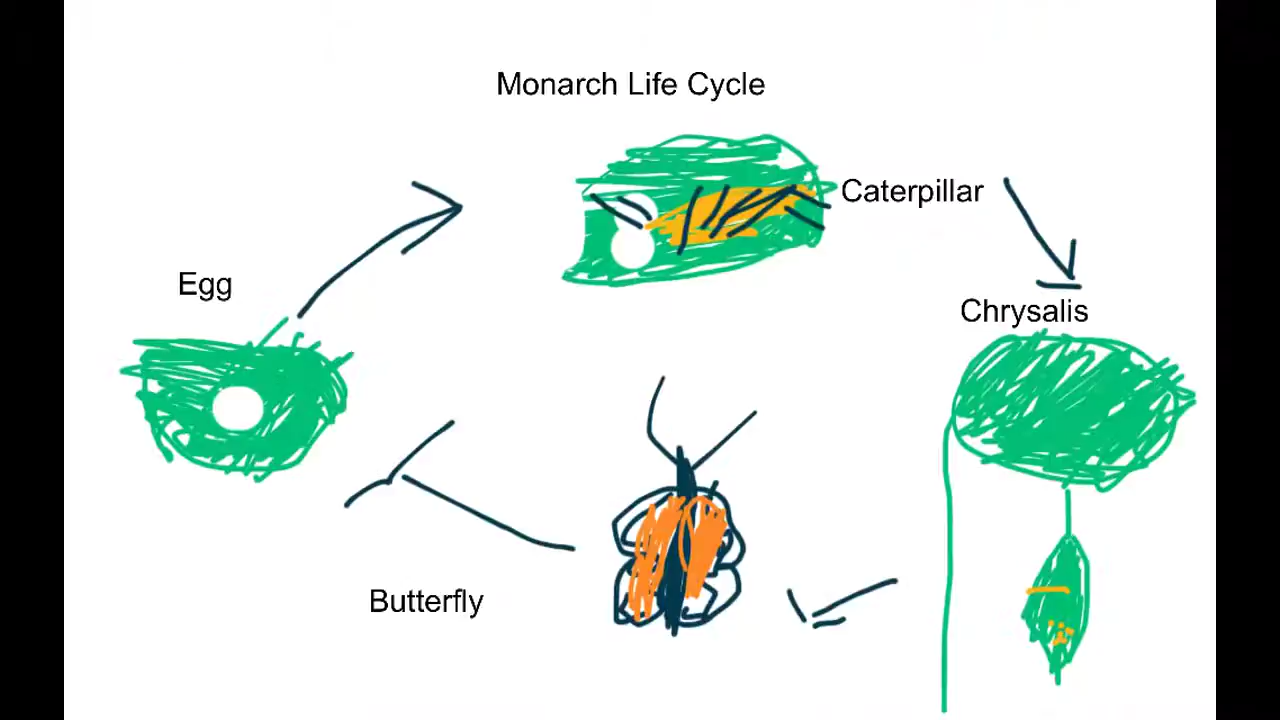 Monarch Life Cycle
Caterpillar
Egg
Chrysalis
Butterfly